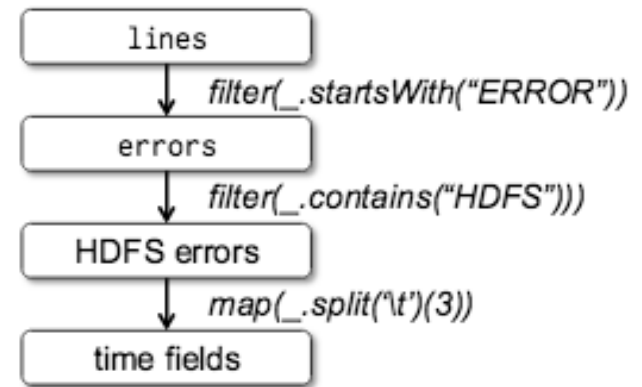 lines
filter(_.startsWith(“ERROR”))
errors
filter(_.contains(“HDFS”)))
HDFS errors
map(_.split(‘\t’)(3))
time fields